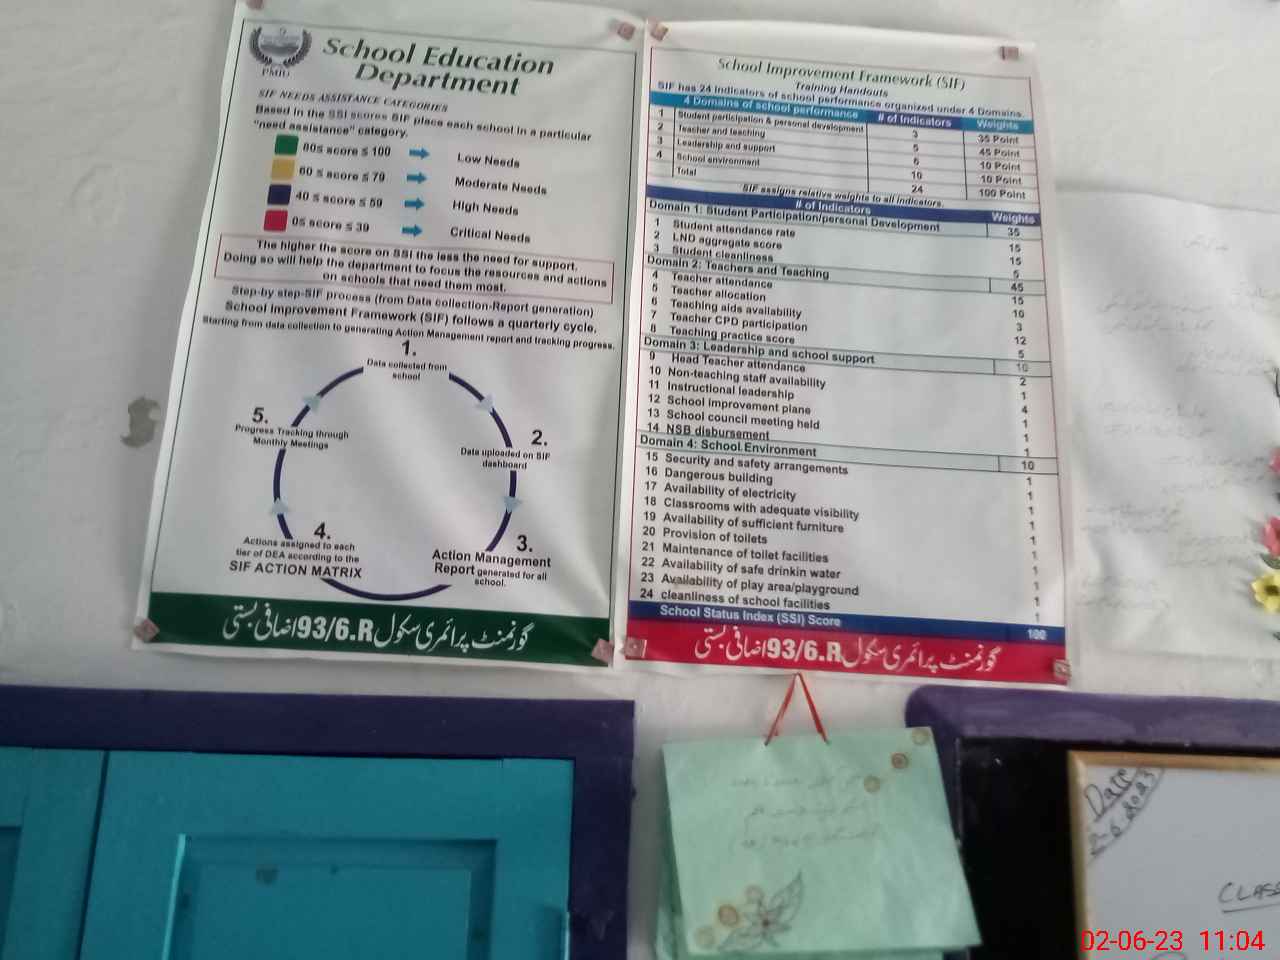 PMIU
School Education
Department
SIF NEEDS ASSISTANCE CATEGORIES
Based in the SSI scores SIF place each school in a particular
"need assistance" category.
80≤ score ≤ 100 Low Needs
60 ≤ score ≤ 79 Moderate Needs
40 ≤ score ≤ 59 High Needs
0≤ score ≤ 39 Critical Needs
The higher the score on SSI the less the need for support.
Doing so will help the department to focus the resources and actions
on schools that need them most.
Step-by step-SIF process (from Data collection-Report generation)
School Improvement Framework (SIF) follows a quarterly cycle,
Starting from data collection to generating Action Management report and tracking progress.
1.
Data collected from
school
2.
Data uploaded on SIF
dashboard
3.
Action Management
Report generated for all
school.
4.
Actions assigned to each
tier of DEA according to the
SIF ACTION MATRIX
5.
Progress Tracking through
Monthly Meetings
گورنمنٹ پرائمری سکول 93/6.R اضافی بستی
School Improvement Framework (SIF)
Training Handouts
SIF has 24 indicators of school performance organized under 4 Domains.
4 Domains of school performance # of Indicators Weights
1 Student participation & personal development 3 35 Point
2 Teacher and teaching 5 45 Point
3 Leadership and support 6 10 Point
4 School environment 10 10 Point
Total 24 100 Point
SIF assigns relative weights to all indicators.
# of Indicators Weights
Domain 1: Student Participation/personal Development 35
1 Student attendance rate 15
2 LND aggregate score 15
3 Student cleanliness 5
Domain 2: Teachers and Teaching 45
4 Teacher attendance 15
5 Teacher allocation 10
6 Teaching aids availability 3
7 Teacher CPD participation 12
8 Teaching practice score 5
Domain 3: Leadership and school support 10
9 Head Teacher attendance 2
10 Non-teaching staff availability 1
11 Instructional leadership 4
12 School improvement plane 1
13 School council meeting held 1
14 NSB disbursement 1
Domain 4: School Environment 10
15 Security and safety arrangements 1
16 Dangerous building 1
17 Availability of electricity 1
18 Classrooms with adequate visibility 1
19 Availability of sufficient furniture 1
20 Provision of toilets 1
21 Maintenance of toilet facilities 1
22 Availability of safe drinkin water 1
23 Availability of play area/playground 1
24 cleanliness of school facilities 1
School Status Index (SSI) Score 100
گورنمنٹ پرائمری سکول 93/6.R اضافی بستی
Date
2-6-2023
CLASS
02-06-23 11:04